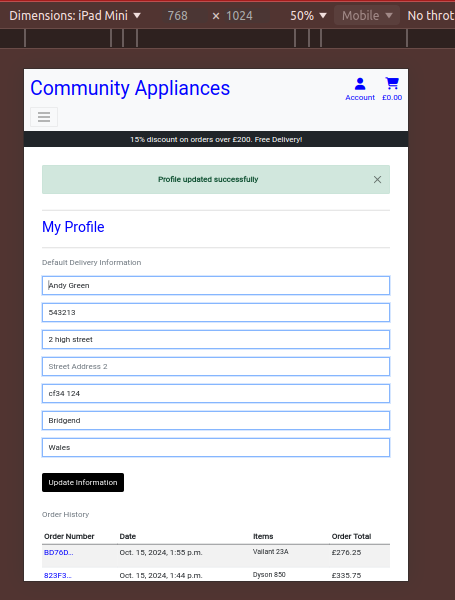 Dimensions: iPad Mini 768 × 1024 50% Mobile No throt
Community Appliances
Account £0.00
15% discount on orders over £200. Free Delivery!
Profile updated successfully
My Profile
Default Delivery Information
Andy Green
543213
2 high street
Street Address 2
cf34 124
Bridgend
Wales
Update Information
Order History
Order Number Date Items Order Total
BD76D... Oct. 15, 2024, 1:55 p.m. Valiant 23A £276.25
823F3... Oct. 15, 2024, 1:44 p.m. Dyson 850 £335.75